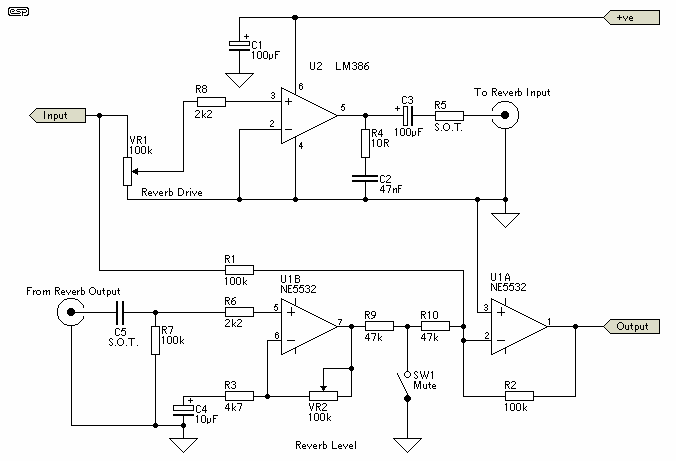 esp
+ve
+
C1
100µF
U2 LM386
6
R8
2k2
3
+
5
2
−
4
+
C3
100µF
R5
S.O.T.
To Reverb Input
Input
VR1
100k
R4
10R
C2
47nF
Reverb Drive
R1
100k
U1B
NE5532
U1A
NE5532
From Reverb Output
C5
S.O.T.
R7
100k
R6
2k2
5
+
7
6
−
R9
47k
R10
47k
3
+
1
2
−
Output
R3
4k7
VR2
100k
SW1
Mute
R2
100k
+
C4
10µF
Reverb Level